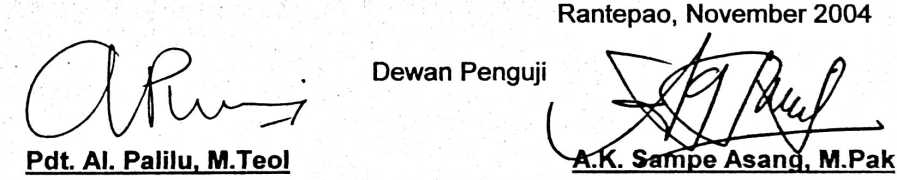 Rantepao, November 2004
Dewan Penguji
Pdt. Al. Palilu, M.Teol
A.K. Sampe Asang, M.Pak